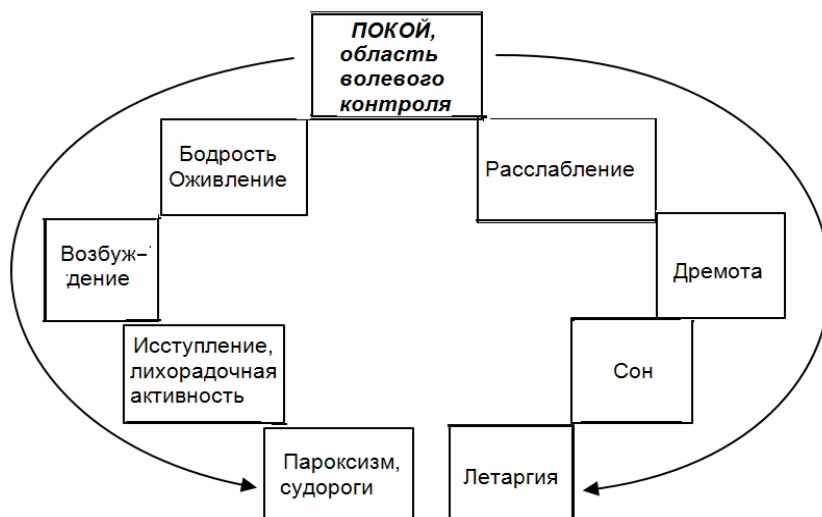 ПОКОЙ,
область
волевого
контроля
Бодрость
Оживление
Расслабление
Возбуж-
дение
Дремота
Исступление,
лихорадочная
активность
Сон
Пароксизм,
судороги
Летаргия